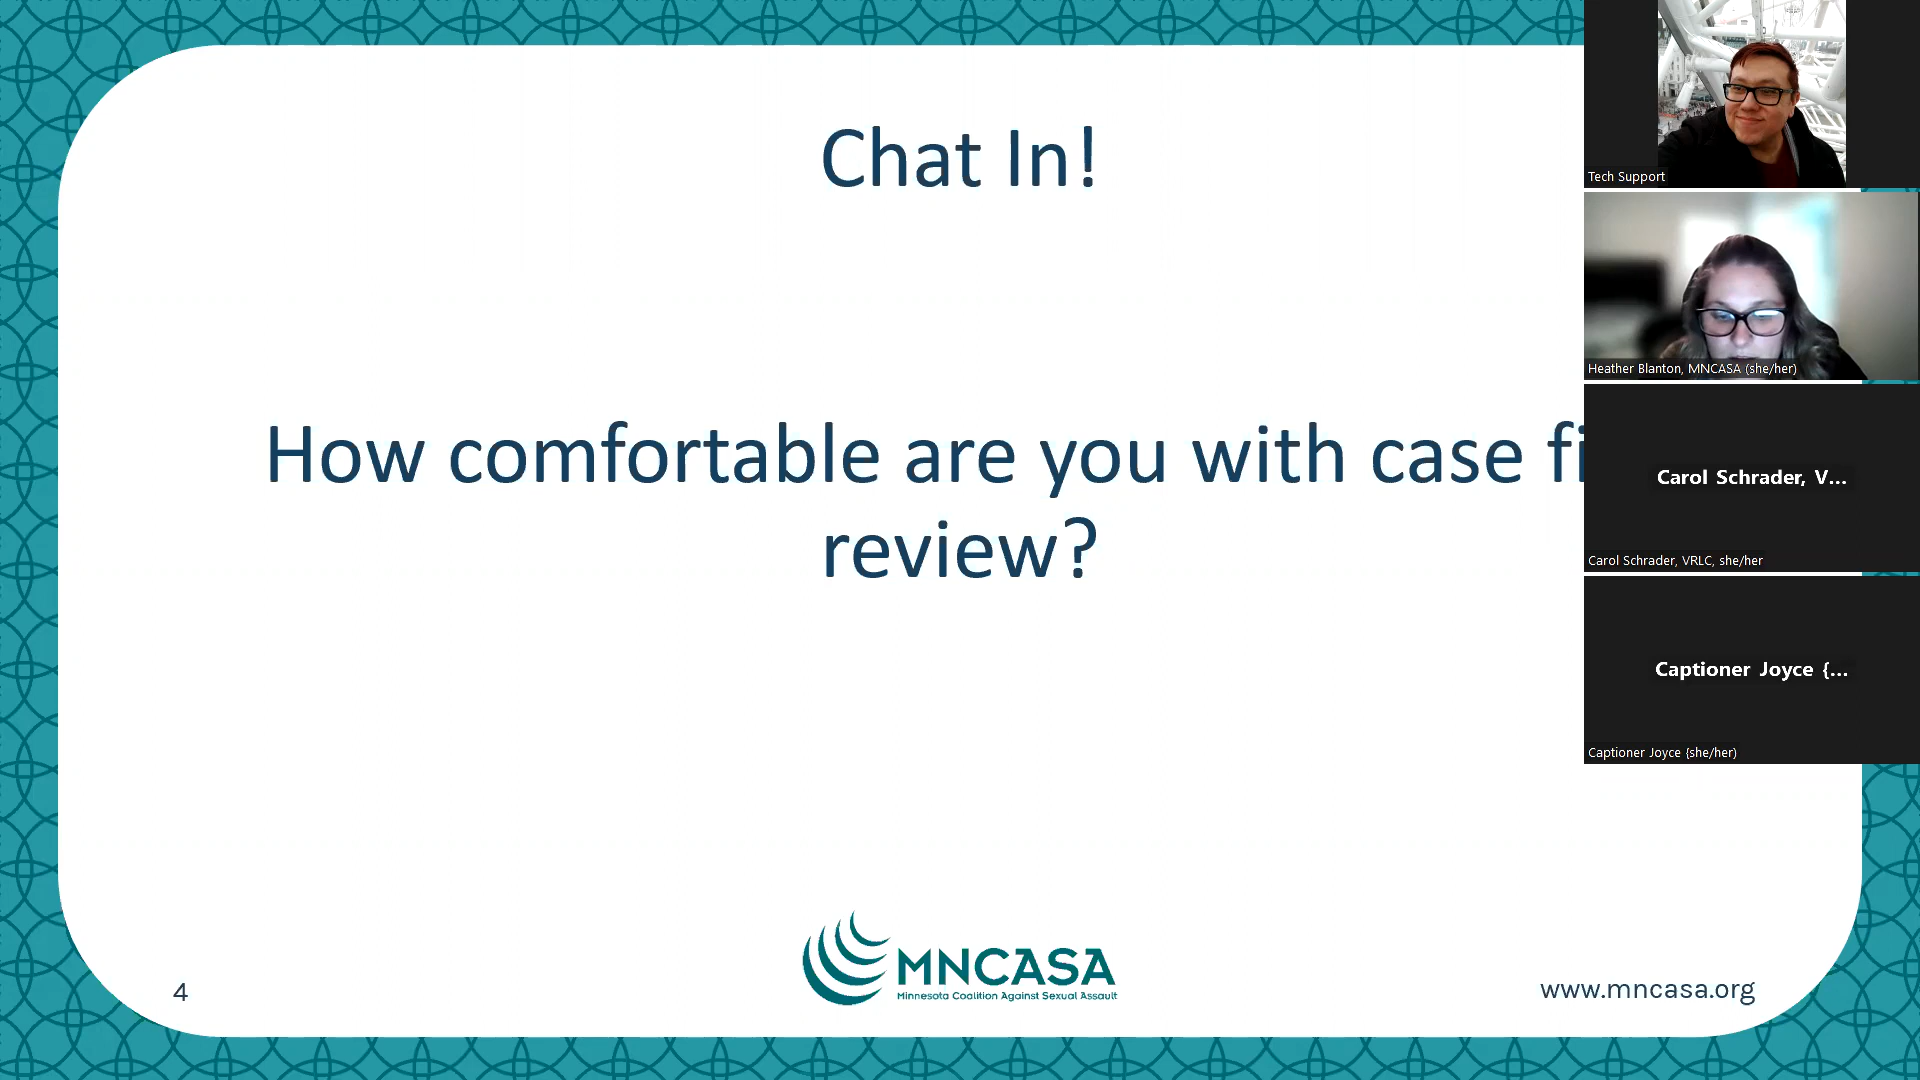 Chat In!
How comfortable are you with case fi
review?
4
MNCASA
Minnesota Coalition Against Sexual Assault
www.mncasa.org
Tech Support
Heather Blanton, MNCASA (she/her)
Carol Schrader, V...
Carol Schrader, VRLC, she/her
Captioner Joyce {...
Captioner Joyce {she/her)